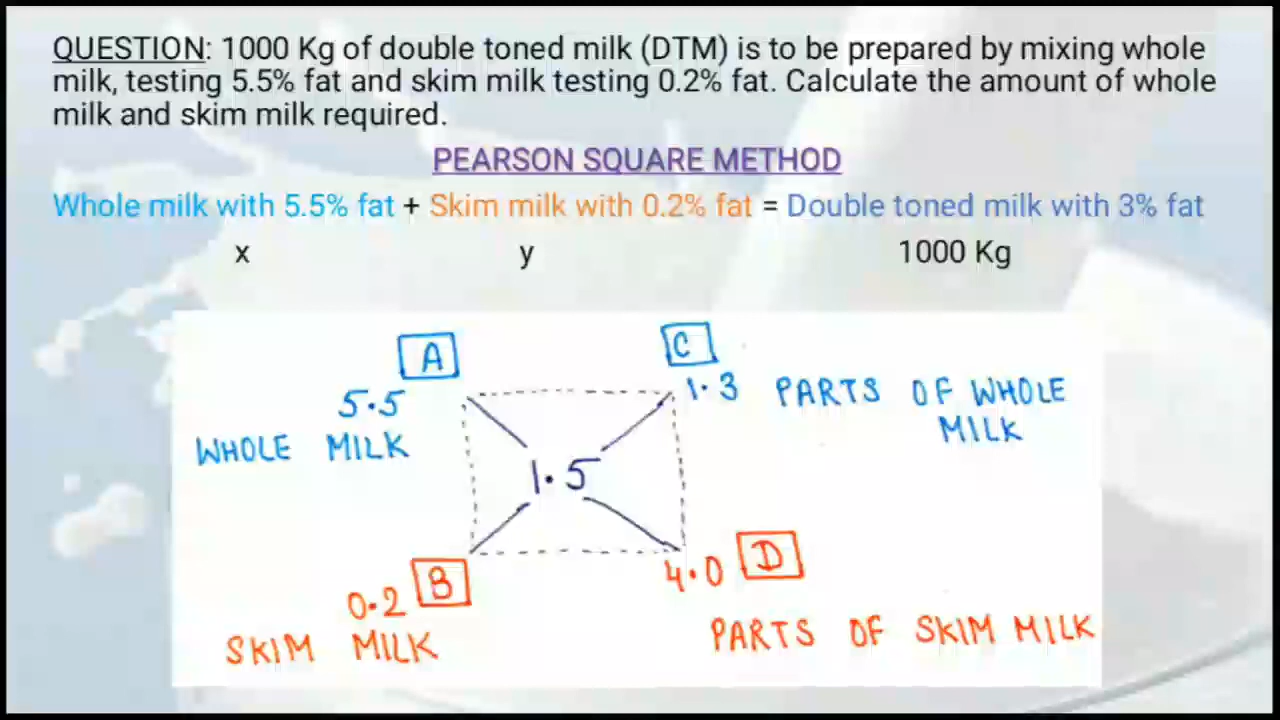 QUESTION: 1000 Kg of double toned milk (DTM) is to be prepared by mixing whole
milk, testing 5.5% fat and skim milk testing 0.2% fat. Calculate the amount of whole
milk and skim milk required.
PEARSON SQUARE METHOD
Whole milk with 5.5% fat + Skim milk with 0.2% fat = Double toned milk with 3% fat
x y 1000 Kg
A C
5.5 1.3 PARTS OF WHOLE
WHOLE MILK MILK
1.5
0.2 B 4.0 D
SKIM MILK PARTS OF SKIM MILK